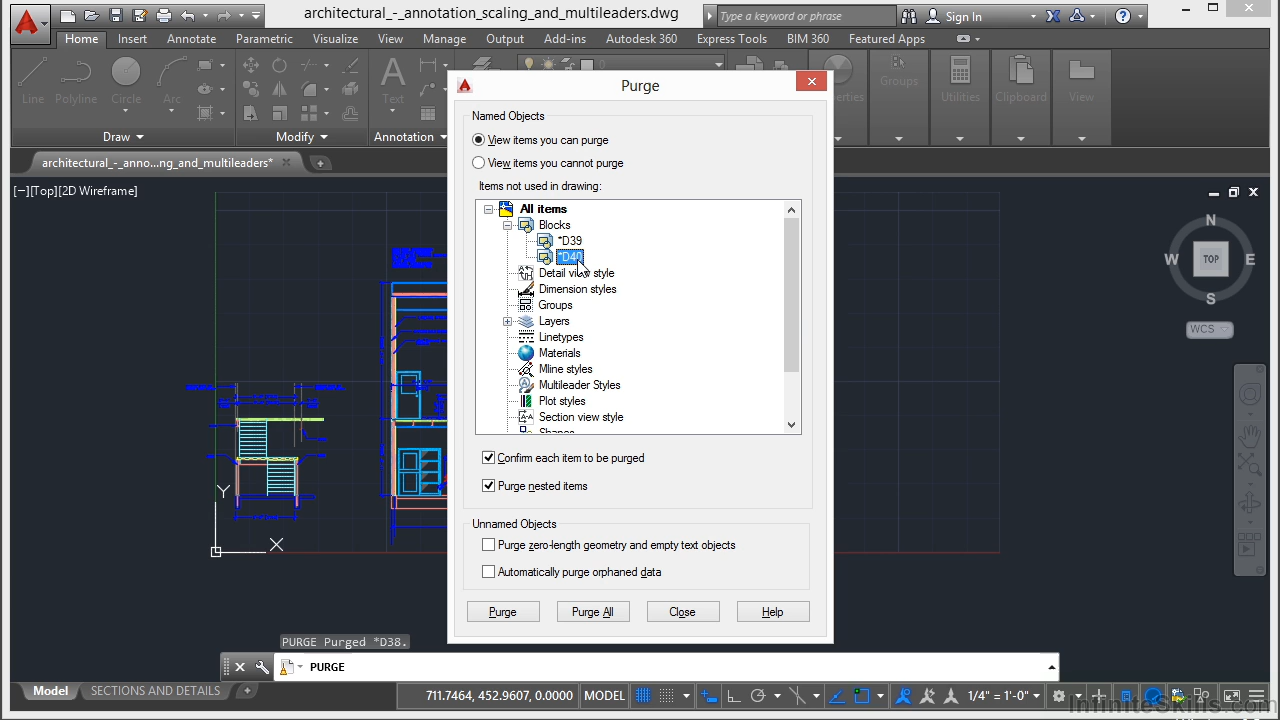 architectural_-_annotation_scaling_and_multileaders.dwg
Type a keyword or phrase
Sign In
Home Insert Annotate Parametric Visualize View Manage Output Add-ins Autodesk 360 Express Tools BIM 360 Featured Apps
Line Polyline Circle Arc Text Groups Utilities Clipboard View
Draw Modify Annotation
architectural_-_anno...ng_and_multileaders*
[−][Top][2D Wireframe]
Purge
Named Objects
View items you can purge
View items you cannot purge
Items not used in drawing:
All items
Blocks
*D39
*D40
Detail view style
Dimension styles
Groups
Layers
Linetypes
Materials
Mline styles
Multileader Styles
Plot styles
Section view style
Shapes
Confirm each item to be purged
Purge nested items
Unnamed Objects
Purge zero-length geometry and empty text objects
Automatically purge orphaned data
Purge Purge All Close Help
N
W TOP E
S
WCS
Y
X
PURGE Purged *D38.
PURGE
Model SECTIONS AND DETAILS
711.7464, 452.9607, 0.0000 MODEL 1/4" = 1'-0"
InfiniteSkills.com